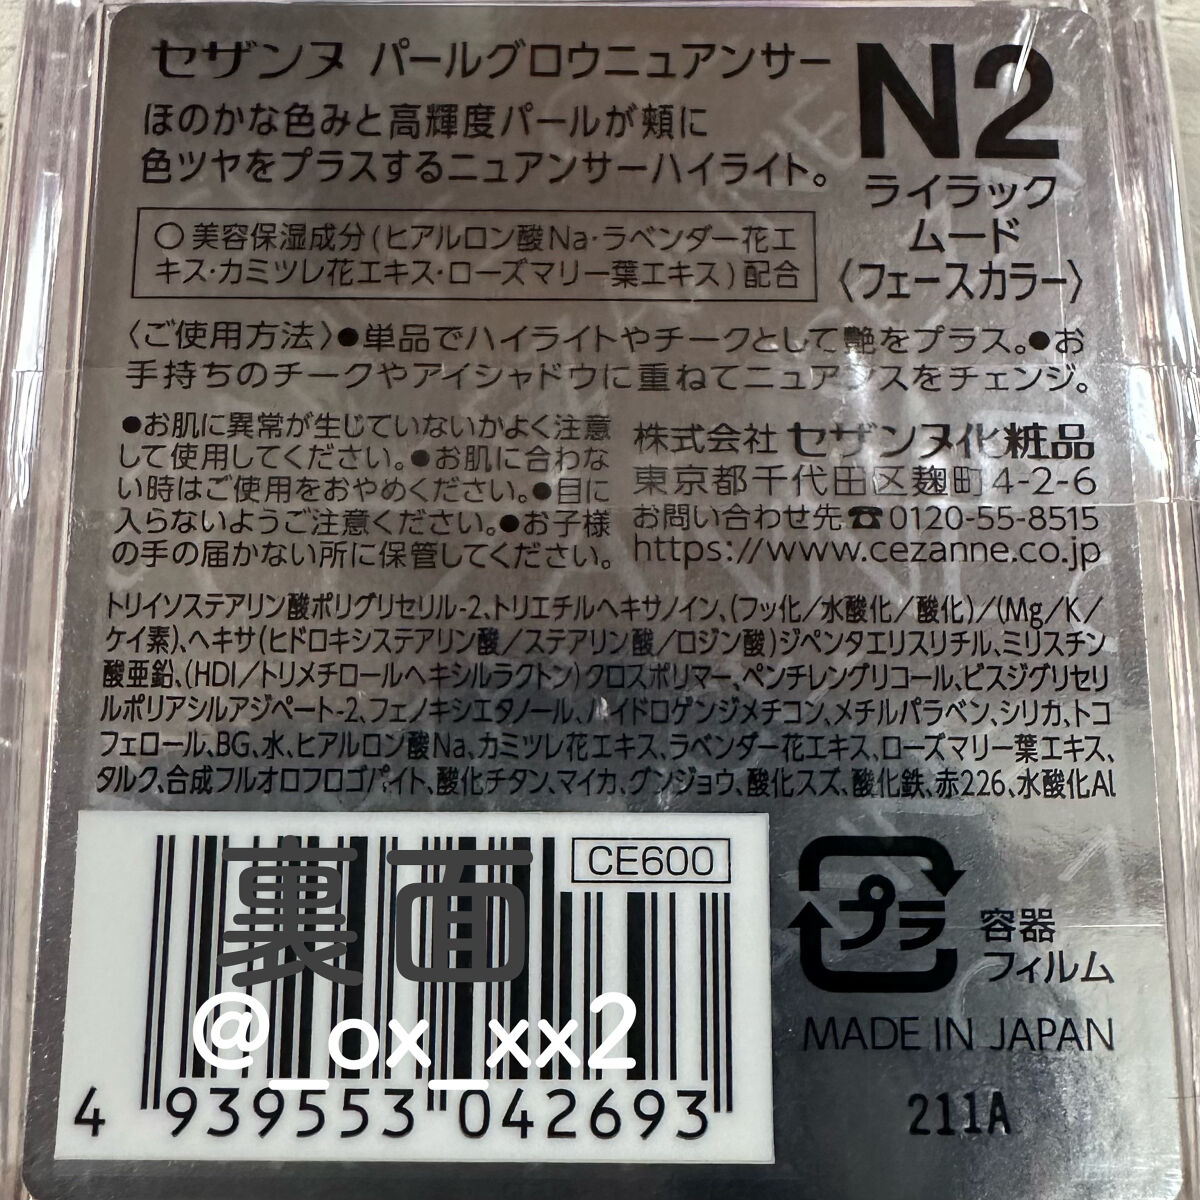 セザンヌ パールグロウニュアンサー
N2
ほのかな色みと高輝度パールが頬に
色ツヤをプラスするニュアンサーハイライト。
ライラック
ムード
〈フェースカラー〉
○美容保湿成分(ヒアルロン酸Na・ラベンダー花エ
キス・カミツレ花エキス・ローズマリー葉エキス)配合
〈ご使用方法〉●単品でハイライトやチークとして艶をプラス。●お
手持ちのチークやアイシャドウに重ねてニュアンスをチェンジ。
●お肌に異常が生じていないかよく注意
して使用してください。●お肌に合わな
い時はご使用をおやめください。●目に
入らないようご注意ください。●お子様
の手の届かない所に保管してください。
株式会社 セザンヌ化粧品
東京都千代田区麹町4-2-6
お問い合わせ先☎0120-55-8515
https://www.cezanne.co.jp
トリイソステアリン酸ポリグリセリル-2、トリエチルヘキサノイン、(フッ化/水酸化/酸化)/(Mg/K/
ケイ素)、ヘキサ(ヒドロキシステアリン酸/ステアリン酸/ロジン酸)ジペンタエリスリチル、ミリスチン
酸亜鉛、(HDI/トリメチロールヘキシルラクトン)クロスポリマー、ペンチレングリコール、ビスジグリセリ
ルポリアシルアジペート-2、フェノキシエタノール、ハイドロゲンジメチコン、メチルパラベン、シリカ、トコ
フェロール、BG、水、ヒアルロン酸Na、カミツレ花エキス、ラベンダー花エキス、ローズマリー葉エキス、
タルク、合成フルオロフロゴパイト、酸化チタン、マイカ、グンジョウ、酸化スズ、酸化鉄、赤226、水酸化Al
CE600
裏面
@_ox_xx2
4 939553 042693
プラ
容器
フィルム
MADE IN JAPAN
211A